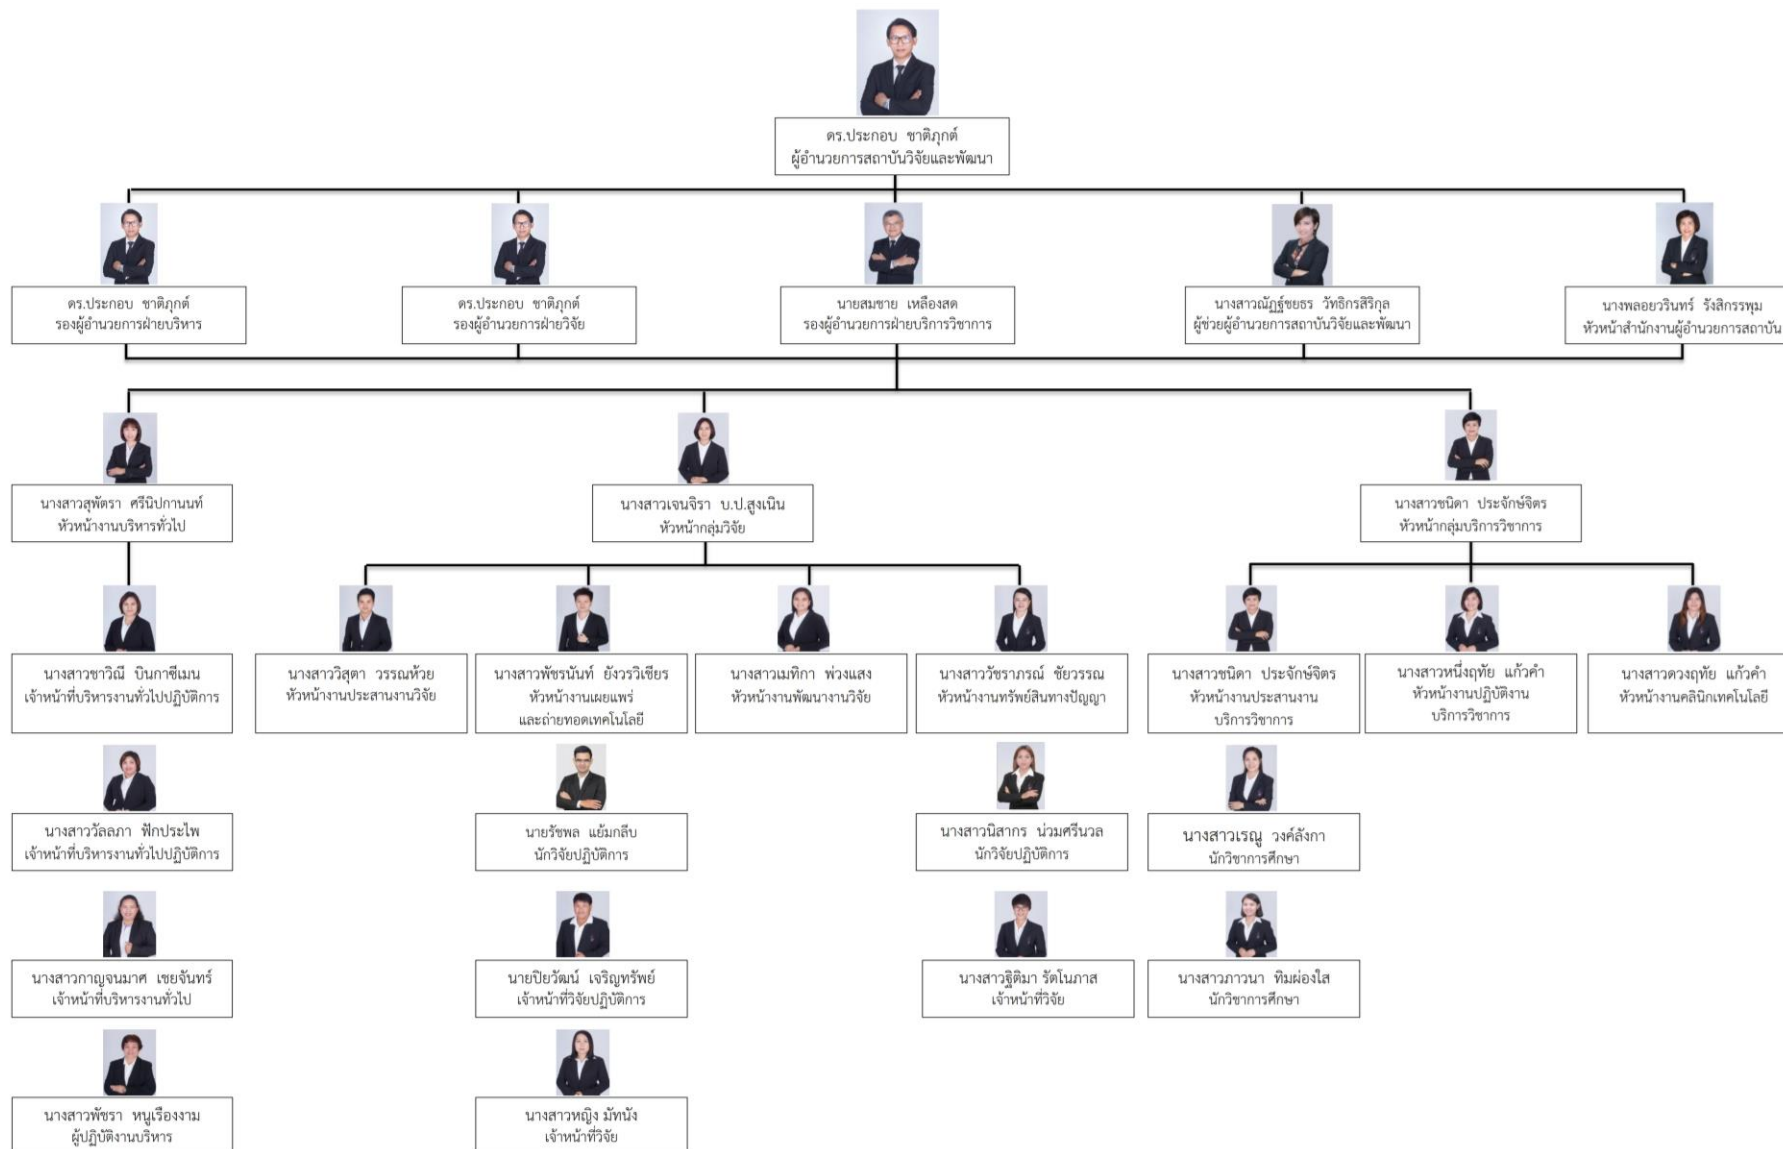 ดร.ประกอบ ชาติภุกต์
ผู้อำนวยการสถาบันวิจัยและพัฒนา
ดร.ประกอบ ชาติภุกต์
รองผู้อำนวยการฝ่ายบริหาร
ดร.ประกอบ ชาติภุกต์
รองผู้อำนวยการฝ่ายวิจัย
นายสมชาย เหลืองสด
รองผู้อำนวยการฝ่ายบริการวิชาการ
นางสาวณัฏฐ์ชยธร วัทธิกรสิริกุล
ผู้ช่วยผู้อำนวยการสถาบันวิจัยและพัฒนา
นางพลอยวรินทร์ รังสิกรรพุม
หัวหน้าสำนักงานผู้อำนวยการสถาบัน
นางสาวสุพัตรา ศรีนิปกานนท์
หัวหน้างานบริหารทั่วไป
นางสาวเจนจิรา บ.ป.สูงเนิน
หัวหน้ากลุ่มวิจัย
นางสาวชนิดา ประจักษ์จิตร
หัวหน้ากลุ่มบริการวิชาการ
นางสาวชาวิณี บินกาซีเมน
เจ้าหน้าที่บริหารงานทั่วไปปฏิบัติการ
นางสาววิสุตา วรรณห้วย
หัวหน้างานประสานงานวิจัย
นางสาวพัชรนันท์ ยังวรวิเชียร
หัวหน้างานเผยแพร่
และถ่ายทอดเทคโนโลยี
นางสาวเมทิกา พ่วงแสง
หัวหน้างานพัฒนางานวิจัย
นางสาววัชราภรณ์ ชัยวรรณ
หัวหน้างานทรัพย์สินทางปัญญา
นางสาวชนิดา ประจักษ์จิตร
หัวหน้างานประสานงาน
บริการวิชาการ
นางสาวหนึ่งฤทัย แก้วคำ
หัวหน้างานปฏิบัติงาน
บริการวิชาการ
นางสาวดวงฤทัย แก้วคำ
หัวหน้างานคลินิกเทคโนโลยี
นางสาววัลลภา ฟักประไพ
เจ้าหน้าที่บริหารงานทั่วไปปฏิบัติการ
นายรัชพล แย้มกลีบ
นักวิจัยปฏิบัติการ
นางสาวนิสากร น่วมศรีนวล
นักวิจัยปฏิบัติการ
นางสาวเรณู วงค์ลังกา
นักวิชาการศึกษา
นางสาวกาญจนมาศ เชยจันทร์
เจ้าหน้าที่บริหารงานทั่วไป
นายปิยวัฒน์ เจริญทรัพย์
เจ้าหน้าที่วิจัยปฏิบัติการ
นางสาวฐิติมา รัตโนภาส
เจ้าหน้าที่วิจัย
นางสาวภาวนา ทิมผ่องใส
นักวิชาการศึกษา
นางสาวพัชรา หนูเรืองงาม
ผู้ปฏิบัติงานบริหาร
นางสาวหญิง มัทนัง
เจ้าหน้าที่วิจัย